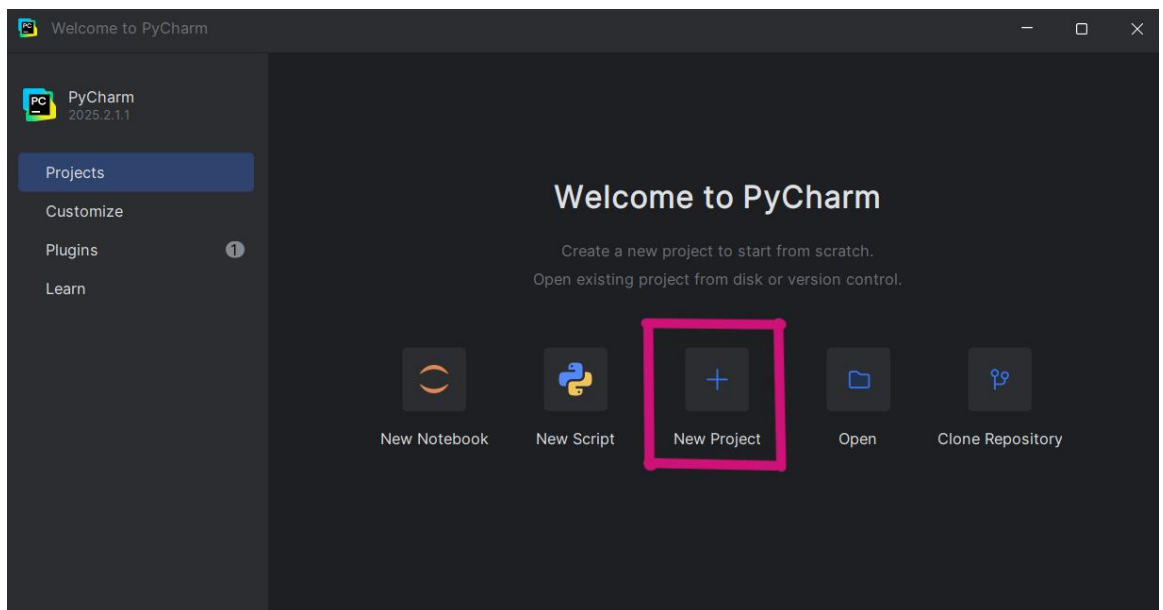 Welcome to PyCharm
PC
PyCharm
2025.2.1.1
Projects
Customize
Plugins 1
Learn
Welcome to PyCharm
Create a new project to start from scratch.
Open existing project from disk or version control.
New Notebook New Script New Project Open Clone Repository